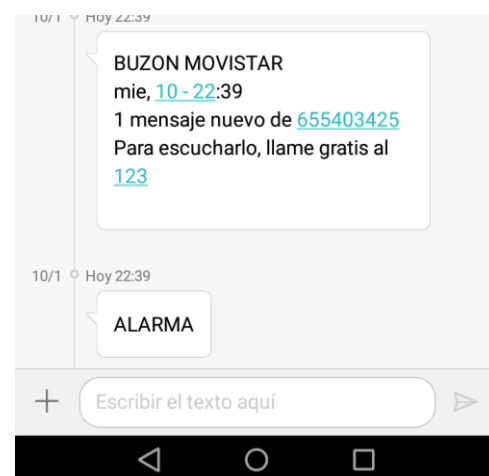 10/1 Hoy 22:39
BUZON MOVISTAR
mie, 10 - 22:39
1 mensaje nuevo de 655403425
Para escucharlo, llame gratis al
123
10/1 Hoy 22:39
ALARMA
Escribir el texto aquí